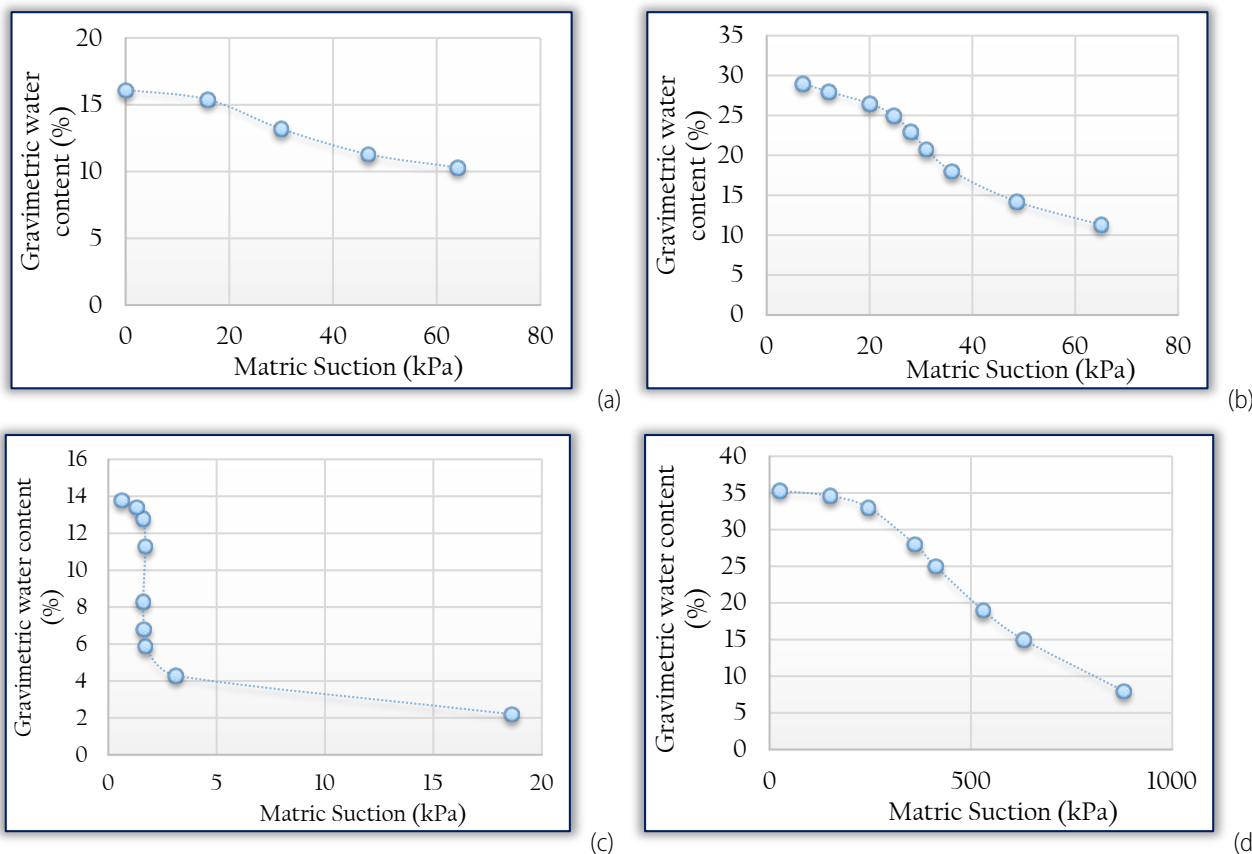 20
15
10
5
0
0 20 40 60 80
Gravimetric water
content (%)
Matric Suction (kPa)
(a)
35
30
25
20
15
10
5
0
0 20 40 60 80
Gravimetric water
content (%)
Matric Suction (kPa)
(b)
16
14
12
10
8
6
4
2
0
0 5 10 15 20
Gravimetric water content
(%)
Matric Suction (kPa)
(c)
40
35
30
25
20
15
10
5
0
0 500 1000
Gravimetric water content
(%)
Matric Suction (kPa)
(d